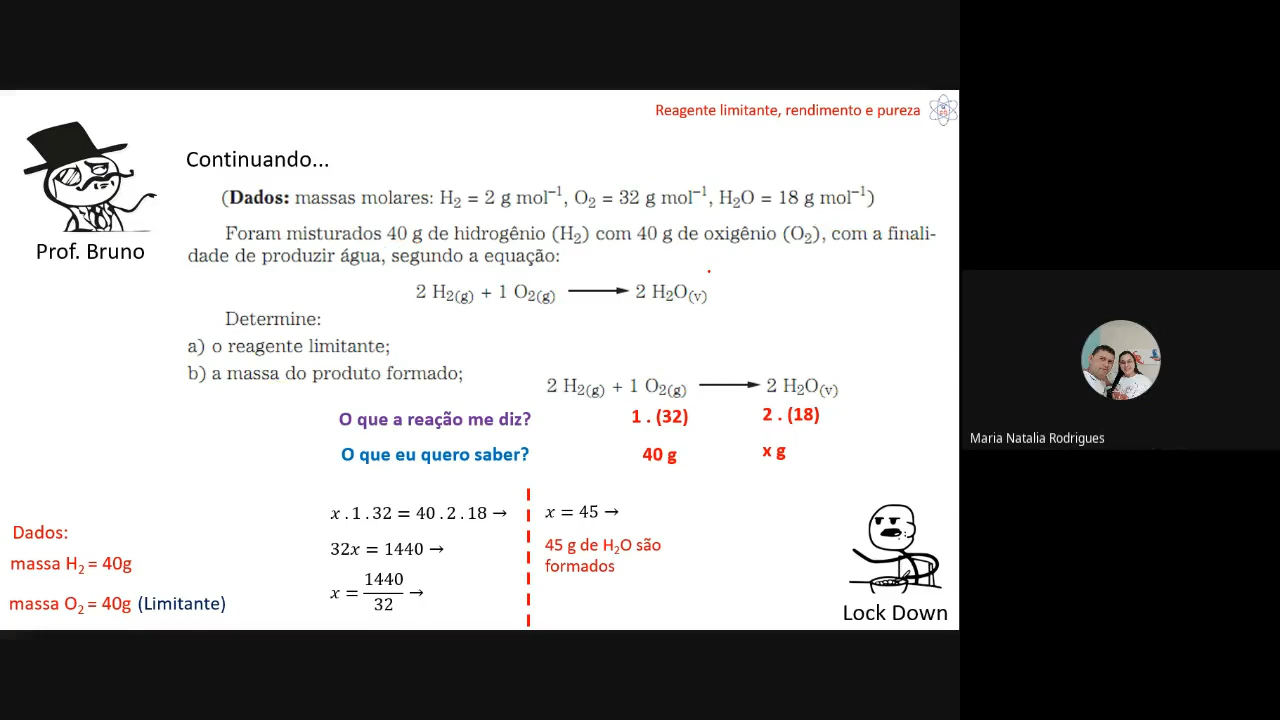 Reagente limitante, rendimento e pureza
Continuando...
(Dados: massas molares: H₂ = 2 g mol⁻¹, O₂ = 32 g mol⁻¹, H₂O = 18 g mol⁻¹)
Foram misturados 40 g de hidrogênio (H₂) com 40 g de oxigênio (O₂), com a finali-
dade de produzir água, segundo a equação:
Prof. Bruno
2 H₂(g) + 1 O₂(g) → 2 H₂O(v)
Determine:
a) o reagente limitante;
b) a massa do produto formado;
2 H₂(g) + 1 O₂(g) → 2 H₂O(v)
O que a reação me diz? 1 . (32) 2 . (18)
O que eu quero saber? 40 g x g
Maria Natalia Rodrigues
Dados:
massa H₂ = 40g
massa O₂ = 40g (Limitante)
x . 1 . 32 = 40 . 2 . 18 →
32x = 1440 →
x = 1440/32 →
x = 45 →
45 g de H₂O são
formados
Lock Down